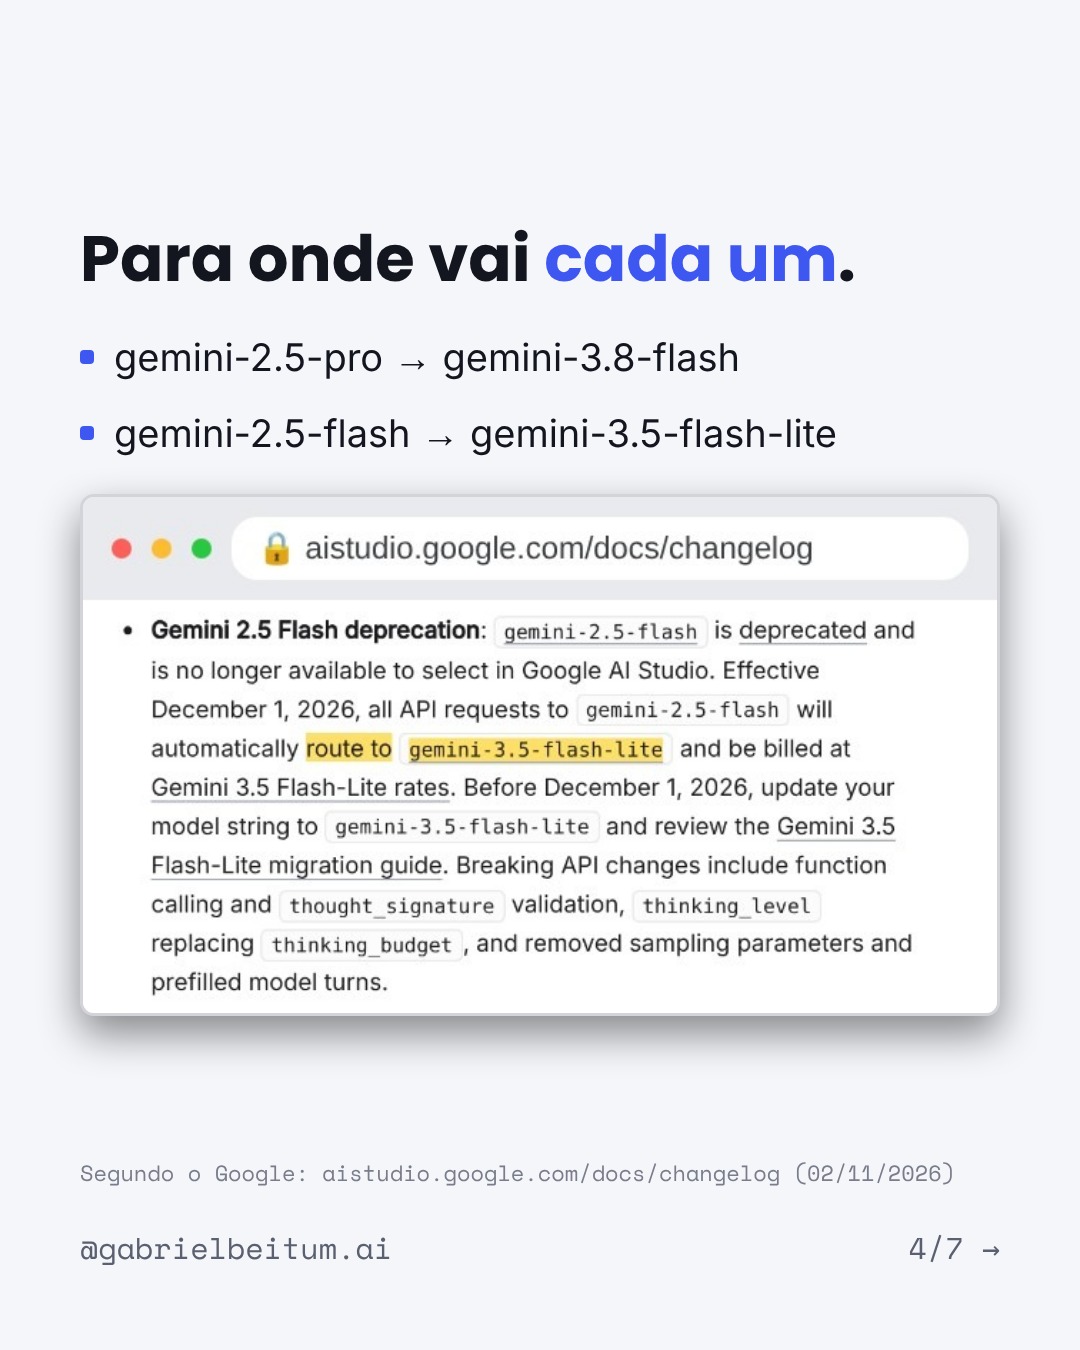 Para onde vai cada um.
gemini-2.5-pro → gemini-3.8-flash
gemini-2.5-flash → gemini-3.5-flash-lite
aistudio.google.com/docs/changelog
Gemini 2.5 Flash deprecation: gemini-2.5-flash is deprecated and
is no longer available to select in Google AI Studio. Effective
December 1, 2026, all API requests to gemini-2.5-flash will
automatically route to gemini-3.5-flash-lite and be billed at
Gemini 3.5 Flash-Lite rates. Before December 1, 2026, update your
model string to gemini-3.5-flash-lite and review the Gemini 3.5
Flash-Lite migration guide. Breaking API changes include function
calling and thought_signature validation, thinking_level
replacing thinking_budget, and removed sampling parameters and
prefilled model turns.
Segundo o Google: aistudio.google.com/docs/changelog (02/11/2026)
@gabrielbeitum.ai
4/7 →